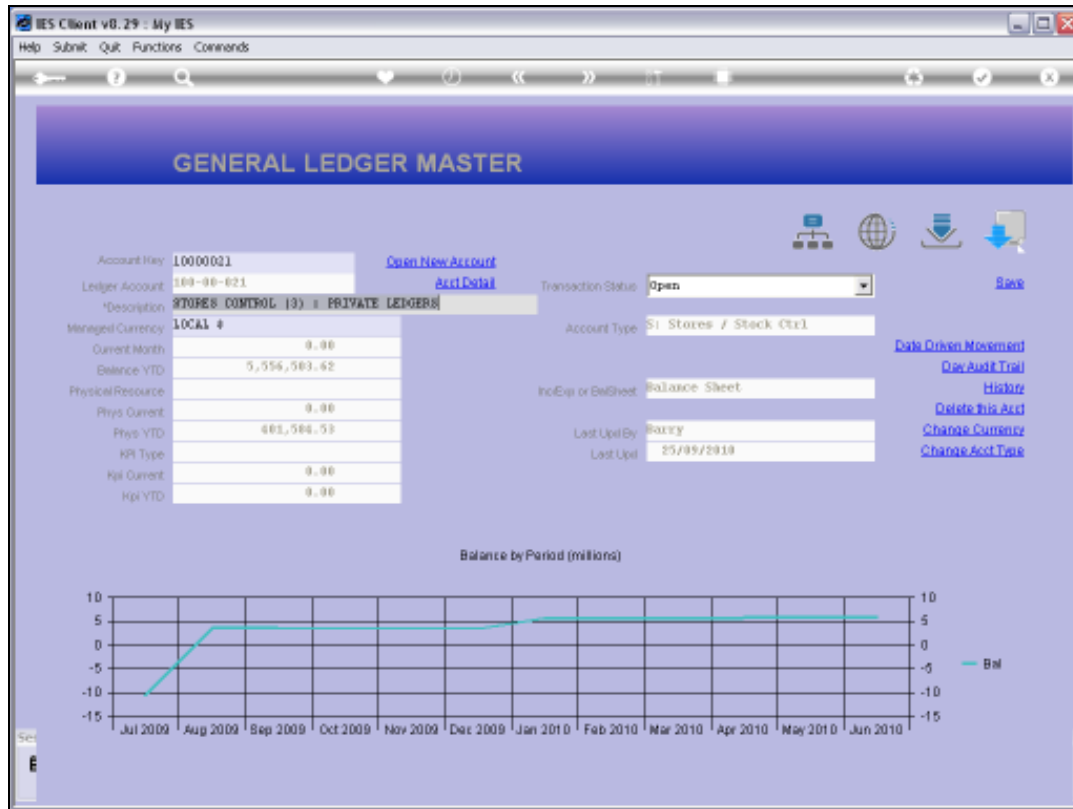 IES Client v8.29 : My IES
Help Submit Quit Functions Commands
GENERAL LEDGER MASTER
Account Key 10000021 Open New Account
Ledger Account 100-00-021 Acct Detail Transaction Status Open Save
*Description STORES CONTROL (3) : PRIVATE LEDGERS
Managed Currency LOCAL # Account Type S: Stores / Stock Ctrl
Current Month 0.00 Date Driven Movement
Balance YTD 5,556,503.62 Day Audit Trail
Physical Resource Inc/Exp or BalSheet Balance Sheet History
Phys Current 0.00 Delete this Acct
Phys YTD 401,504.53 Last Upd By Barry Change Currency
KPI Type Last Upd 25/09/2010 Change Acct Type
Kpi Current 0.00
Kpi YTD 0.00
Balance by Period (millions)
10 10
5 5
0 0
-5 -5 Bal
-10 -10
-15 -15
Jul 2009 Aug 2009 Sep 2009 Oct 2009 Nov 2009 Dec 2009 Jan 2010 Feb 2010 Mar 2010 Apr 2010 May 2010 Jun 2010